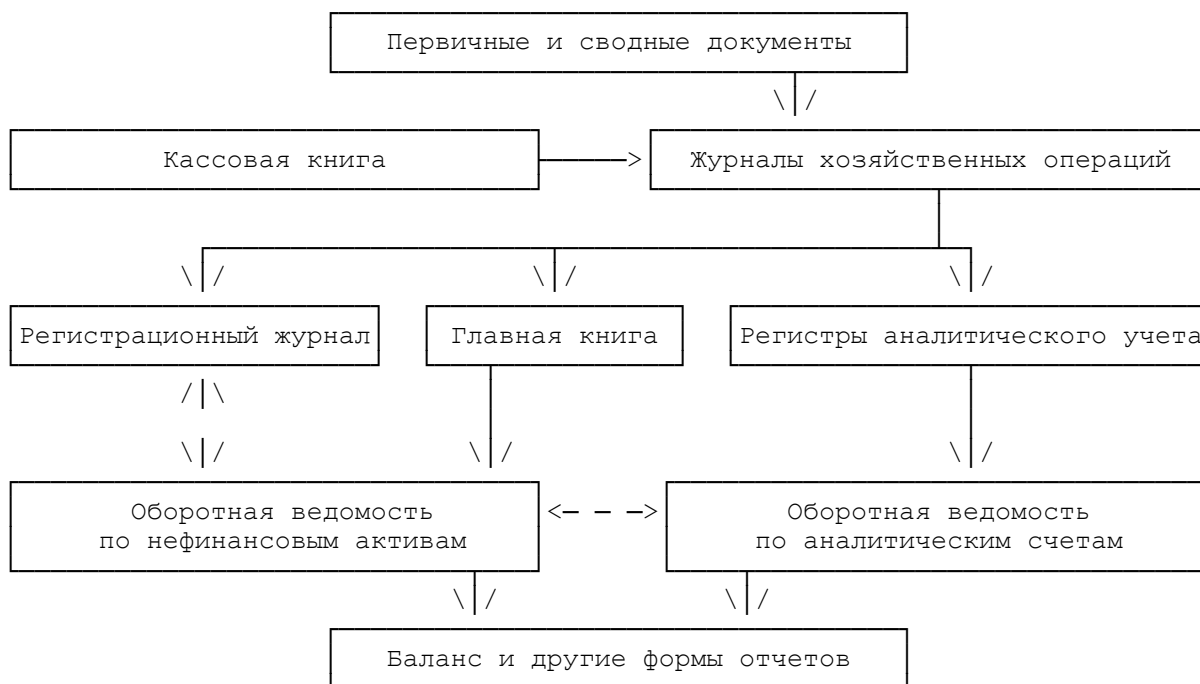 Первичные и сводные документы
Кассовая книга
Журналы хозяйственных операций
Регистрационный журнал
Главная книга
Регистры аналитического учета
Оборотная ведомость
по нефинансовым активам
Оборотная ведомость
по аналитическим счетам
Баланс и другие формы отчетов